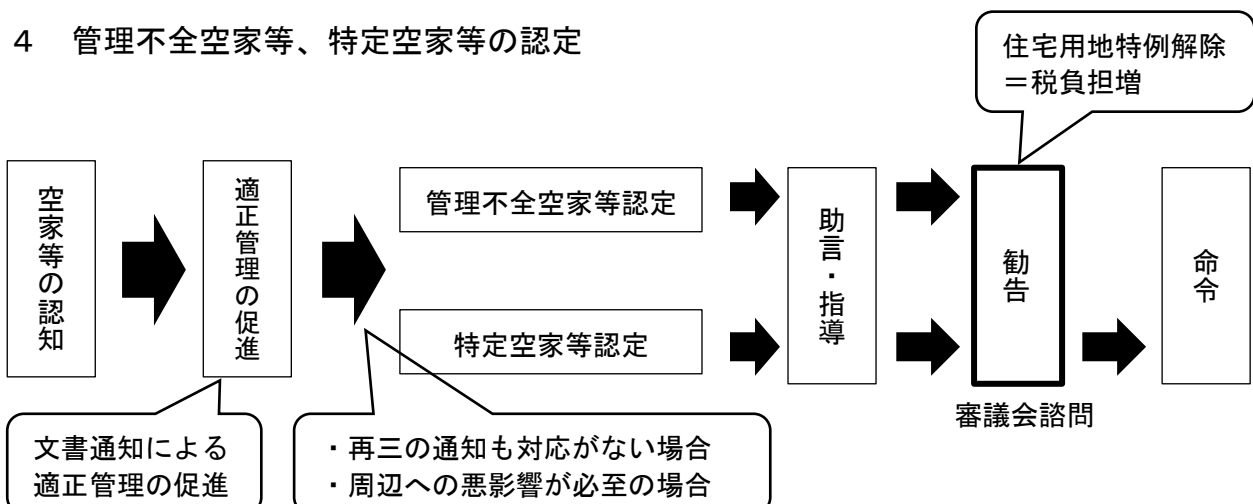 ４　管理不全空家等、特定空家等の認定
住宅用地特例解除
＝税負担増
空家等の認知
適正管理の促進
管理不全空家等認定
特定空家等認定
助言・指導
勧告
命令
審議会諮問
文書通知による
適正管理の促進
・再三の通知も対応がない場合
・周辺への悪影響が必至の場合